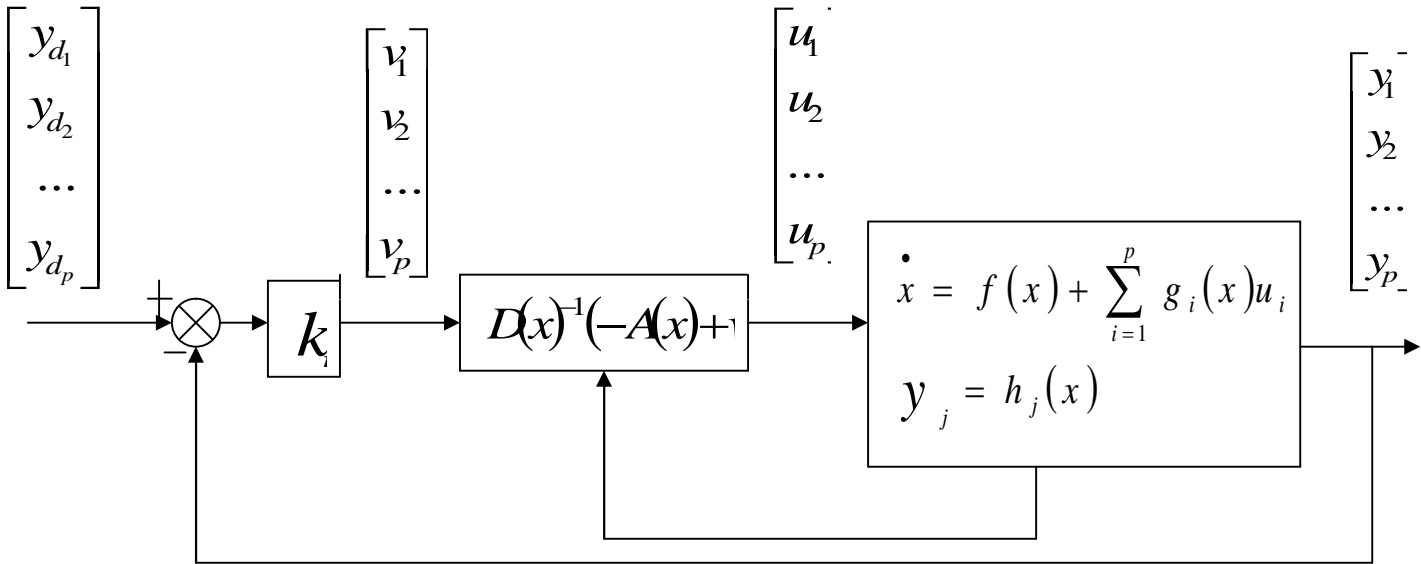 y_{d_1}
y_{d_2}
...
y_{d_p}
v_1
v_2
...
v_p
u_1
u_2
...
u_p
y_1
y_2
...
y_p
+
−
k_i
D(x)^{-1}(−A(x)+
ẋ = f(x) + ∑_{i=1}^{p} g_i(x)u_i
y_j = h_j(x)